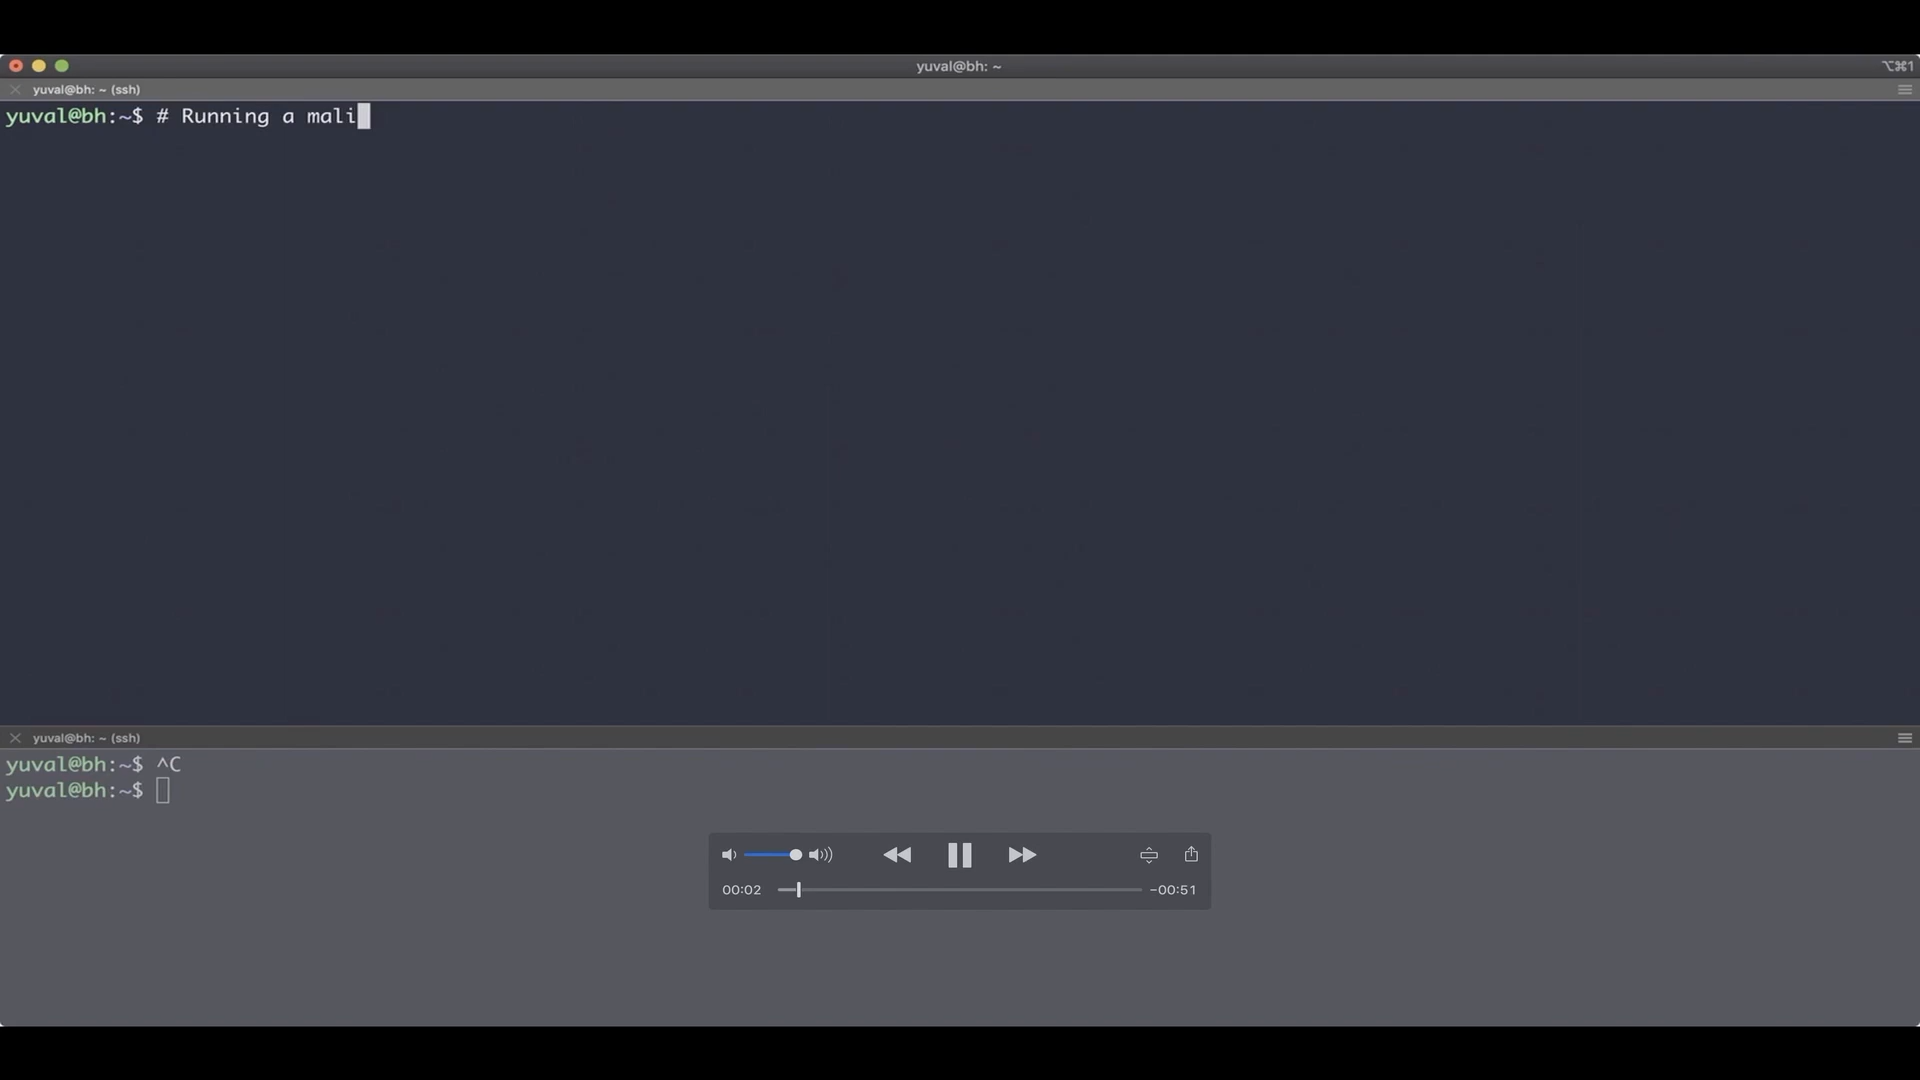 yuval@bh: ~
⌥⌘1
yuval@bh: ~ (ssh)
yuval@bh:~$ # Running a mali
yuval@bh: ~ (ssh)
yuval@bh:~$ ^C
yuval@bh:~$
00:02
-00:51